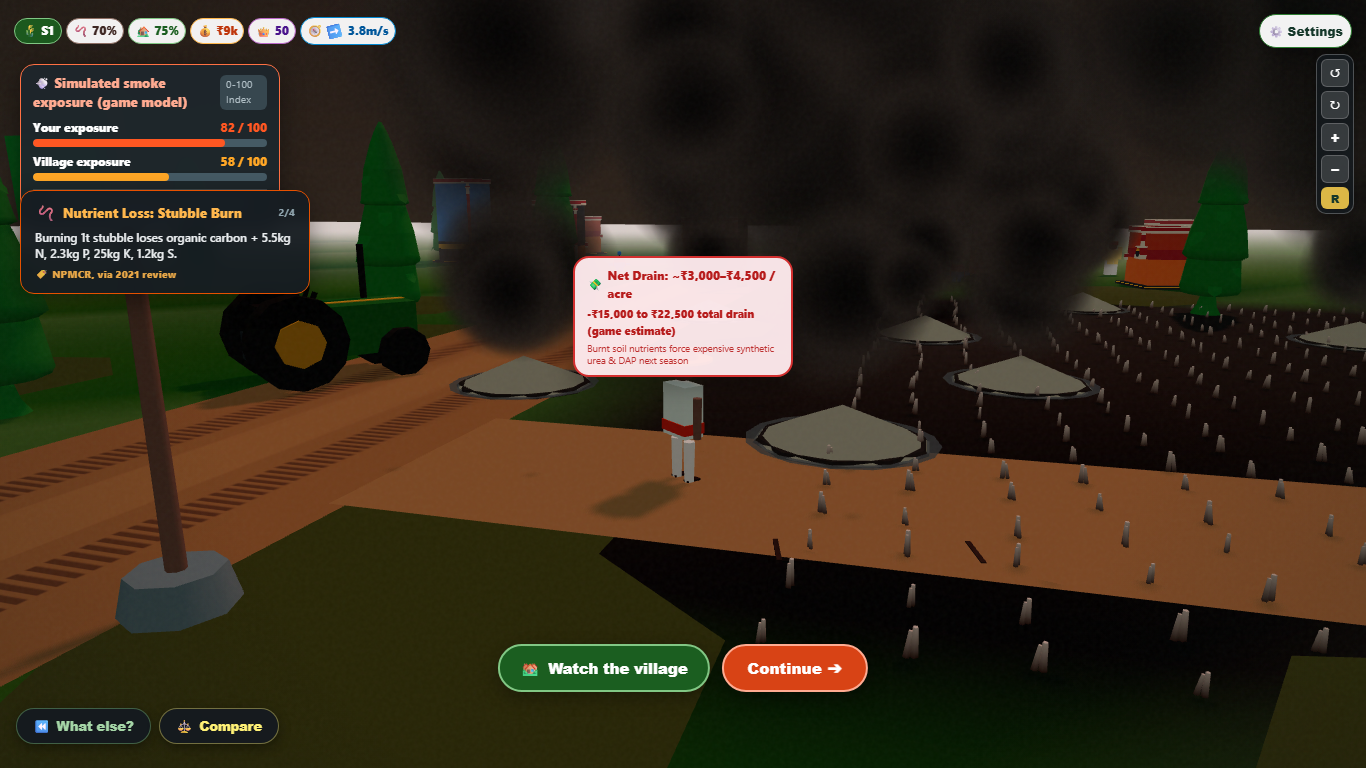 S1
70%
75%
₹9k
50
3.8m/s
Settings
Simulated smoke
exposure (game model)
0-100
Index
Your exposure
82 / 100
Village exposure
58 / 100
Nutrient Loss: Stubble Burn
2/4
Burning 1t stubble loses organic carbon + 5.5kg
N, 2.3kg P, 25kg K, 1.2kg S.
NPMCR, via 2021 review
Net Drain: ~₹3,000–₹4,500 /
acre
-₹15,000 to ₹22,500 total drain
(game estimate)
Burnt soil nutrients force expensive synthetic
urea & DAP next season
↺
↻
+
−
R
Watch the village
Continue ➔
What else?
Compare